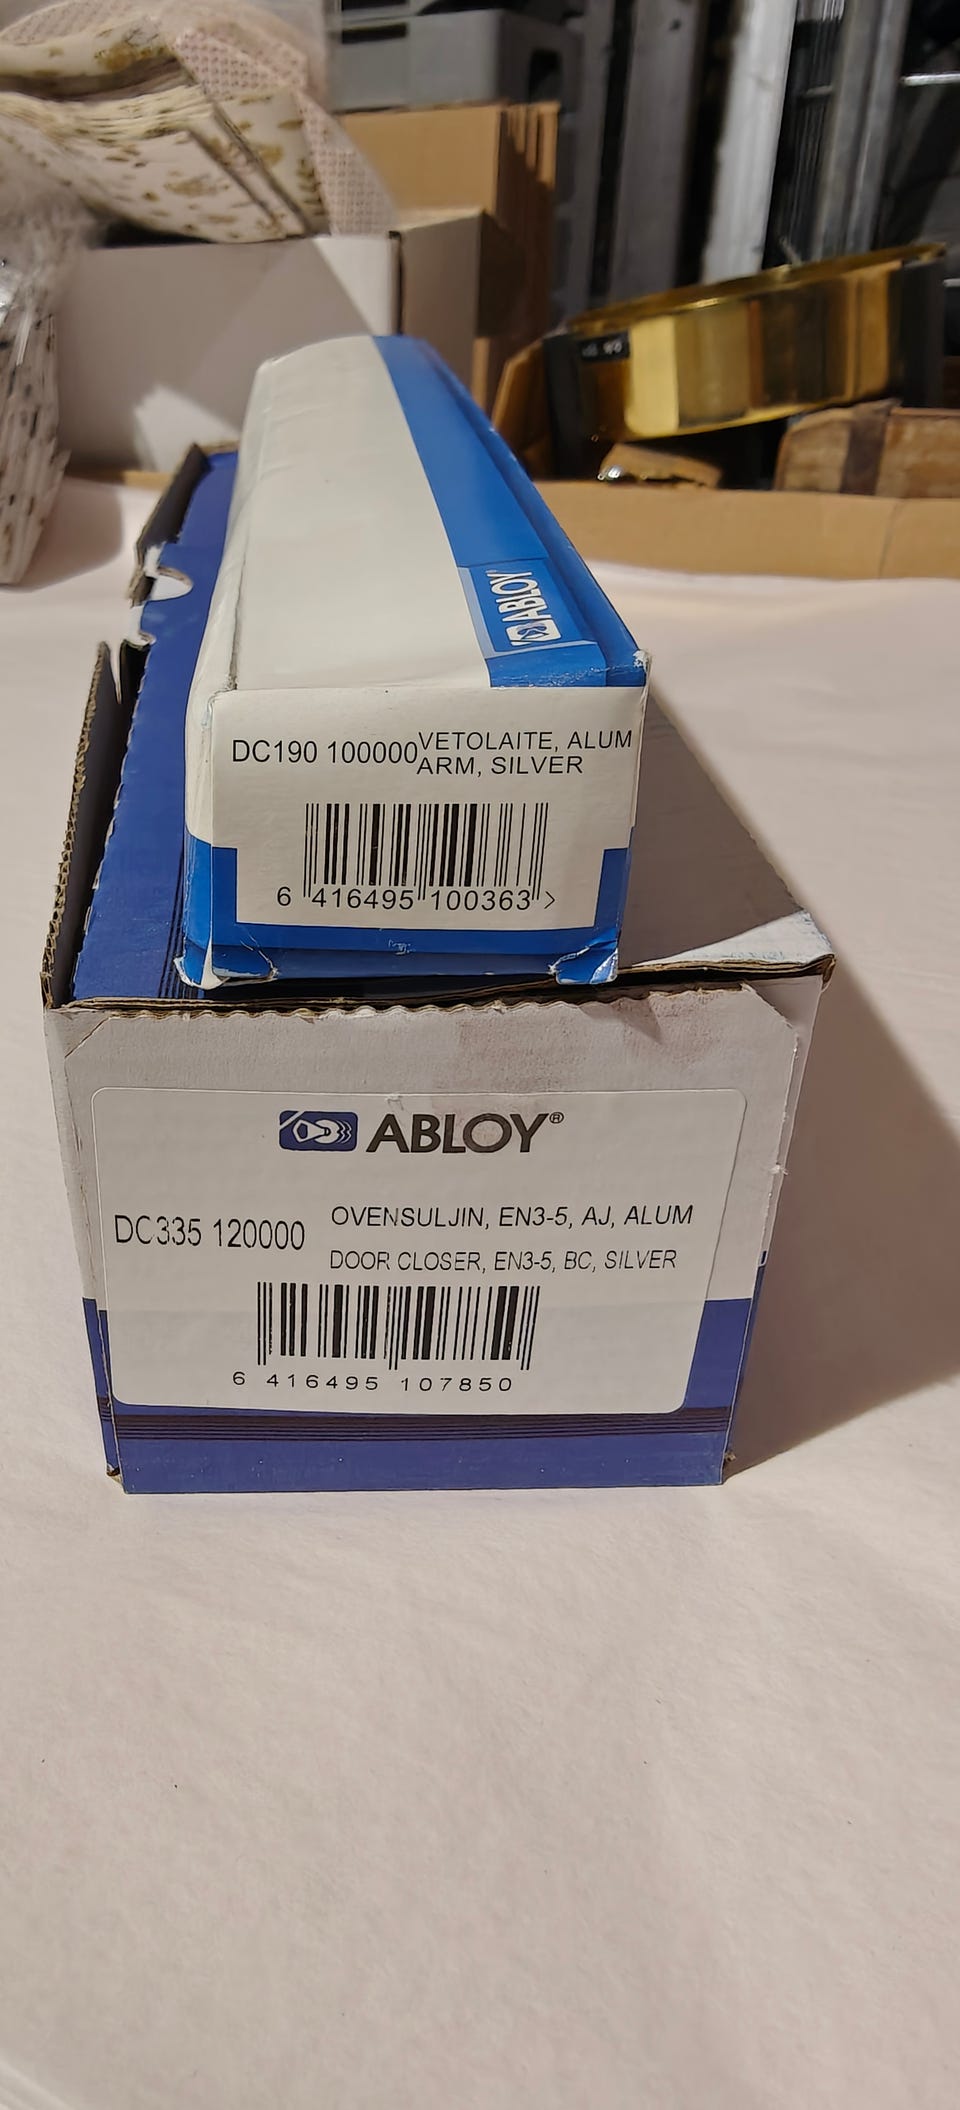 ABLOY
DC190 100000 VETOLAITE, ALUM
ARM, SILVER
6 416495 100363 >
ABLOY®
DC335 120000 OVENSULJIN, EN3-5, AJ, ALUM
DOOR CLOSER, EN3-5, BC, SILVER
6 416495 107850